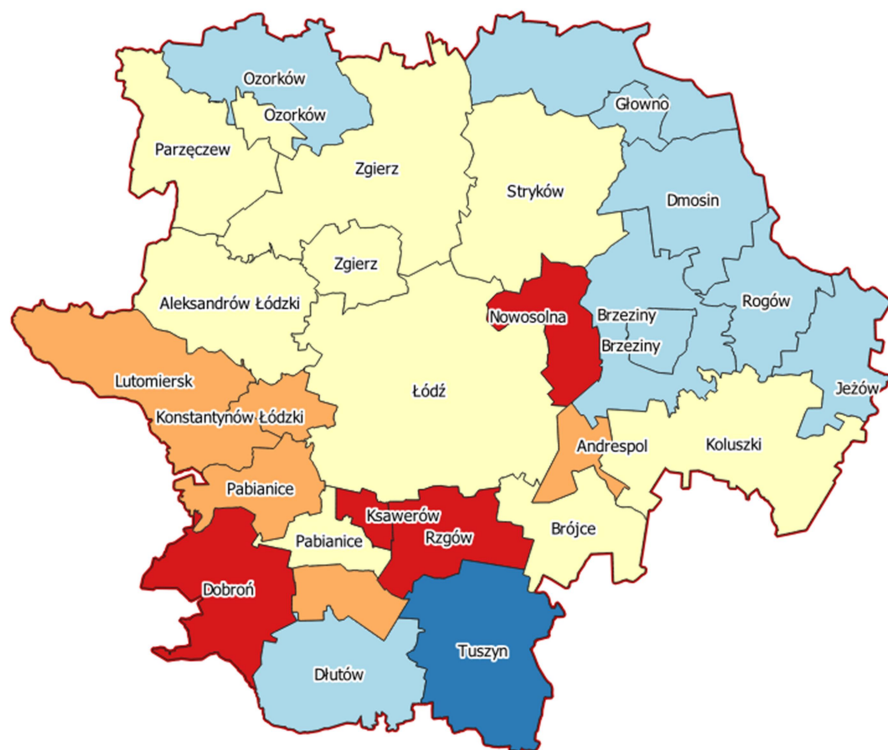 Ozorków
Ozorków
Głowno
Parzęczew
Zgierz
Stryków
Dmosin
Zgierz
Aleksandrów Łódzki
Nowosolna
Brzeziny
Rogów
Brzeziny
Lutomiersk
Łódź
Jeżów
Konstantynów Łódzki
Andrespol
Koluszki
Pabianice
Ksawerów
Brójce
Pabianice
Rzgów
Dobroń
Tuszyn
Dłutów